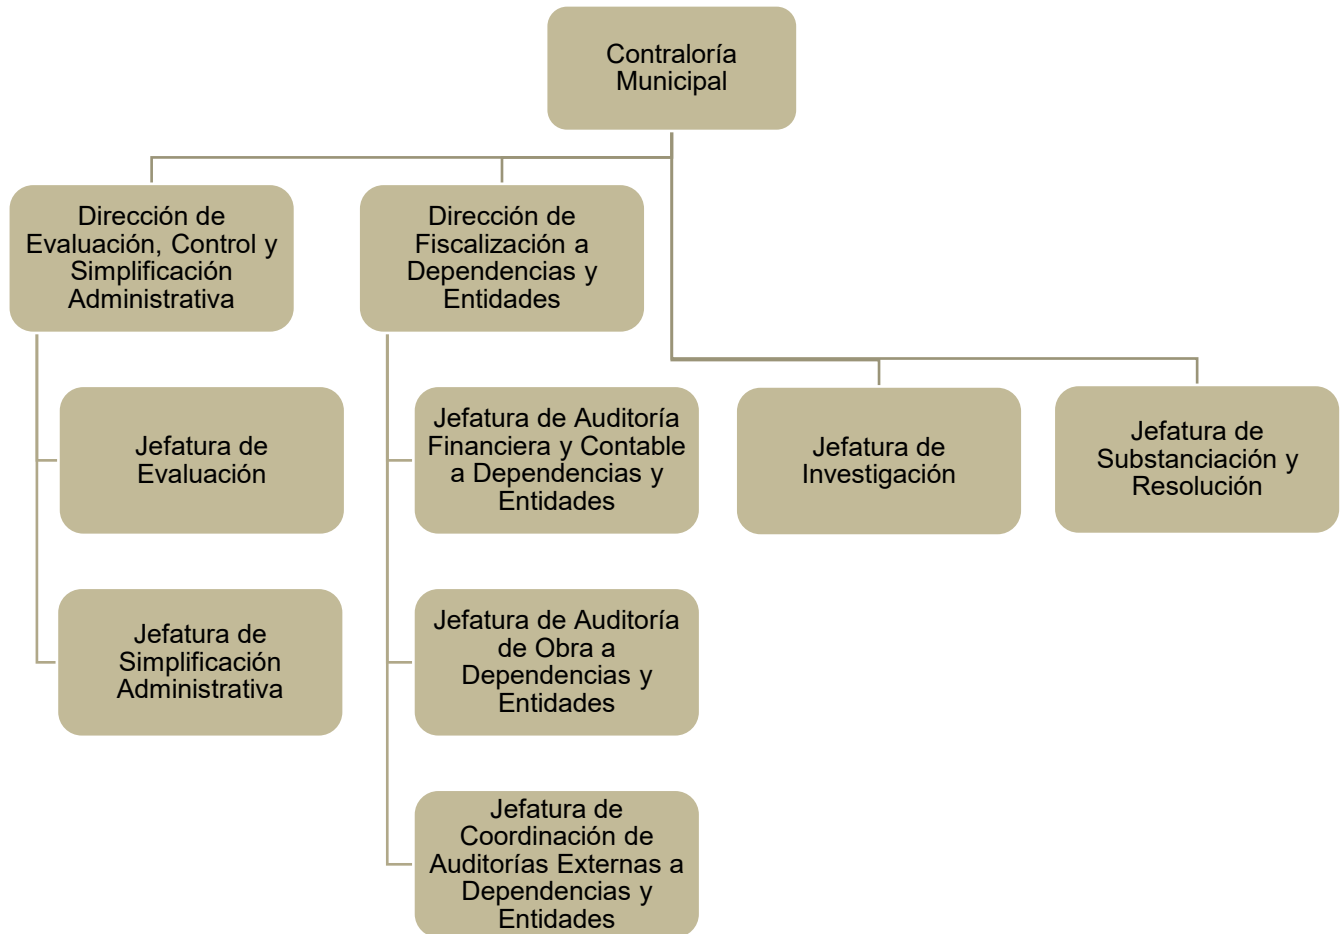 Contraloría
Municipal
Dirección de
Evaluación, Control y
Simplificación
Administrativa
Dirección de
Fiscalización a
Dependencias y
Entidades
Jefatura de
Evaluación
Jefatura de Auditoría
Financiera y Contable
a Dependencias y
Entidades
Jefatura de
Investigación
Jefatura de
Substanciación y
Resolución
Jefatura de
Simplificación
Administrativa
Jefatura de Auditoría
de Obra a
Dependencias y
Entidades
Jefatura de
Coordinación de
Auditorías Externas a
Dependencias y
Entidades